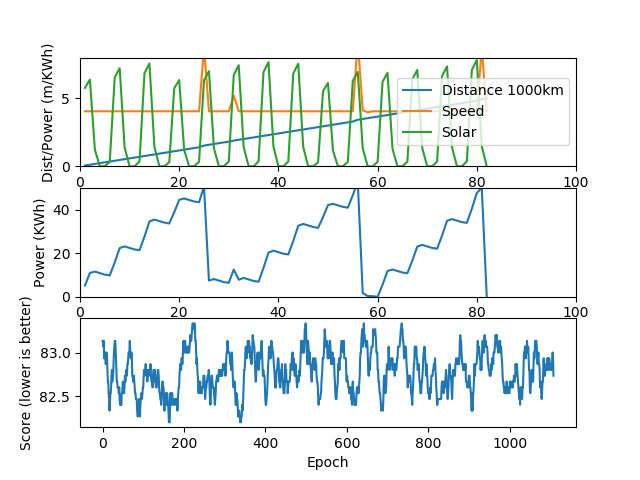 Dist/Power (m/KWh)
5
0
Distance 1000km
Speed
Solar
0 20 40 60 80 100
Power (KWh)
40
20
0
0 20 40 60 80 100
Score (lower is better)
83.0
82.5
0 200 400 600 800 1000
Epoch